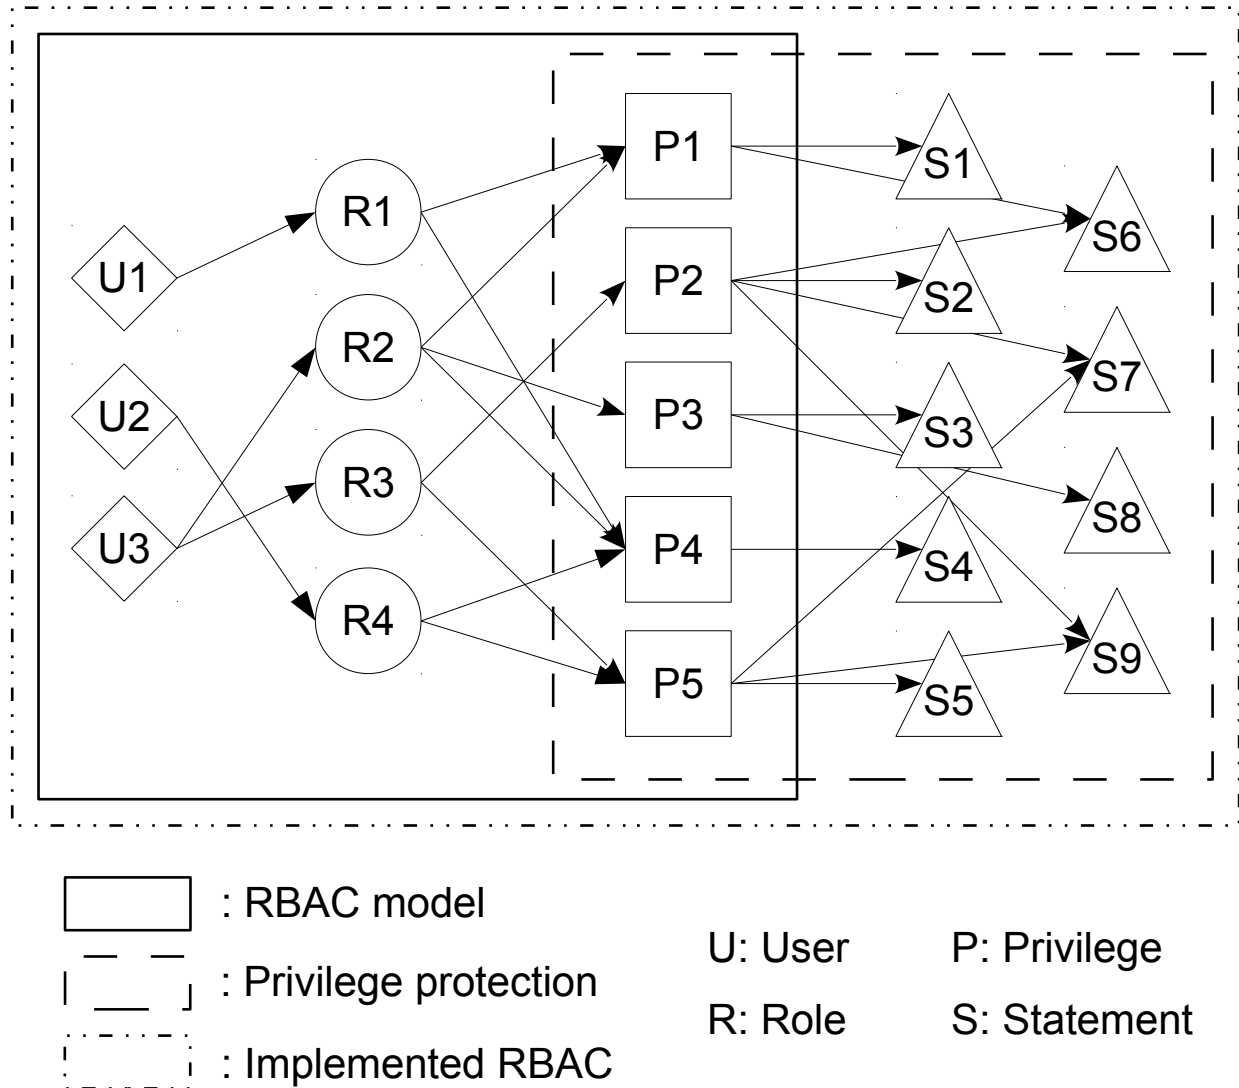 P1
S1
R1
S6
U1
P2
S2
R2
S7
U2
P3
S3
R3
S8
U3
P4
S4
R4
S9
P5
S5
: RBAC model
: Privilege protection
: Implemented RBAC
U: User
P: Privilege
R: Role
S: Statement